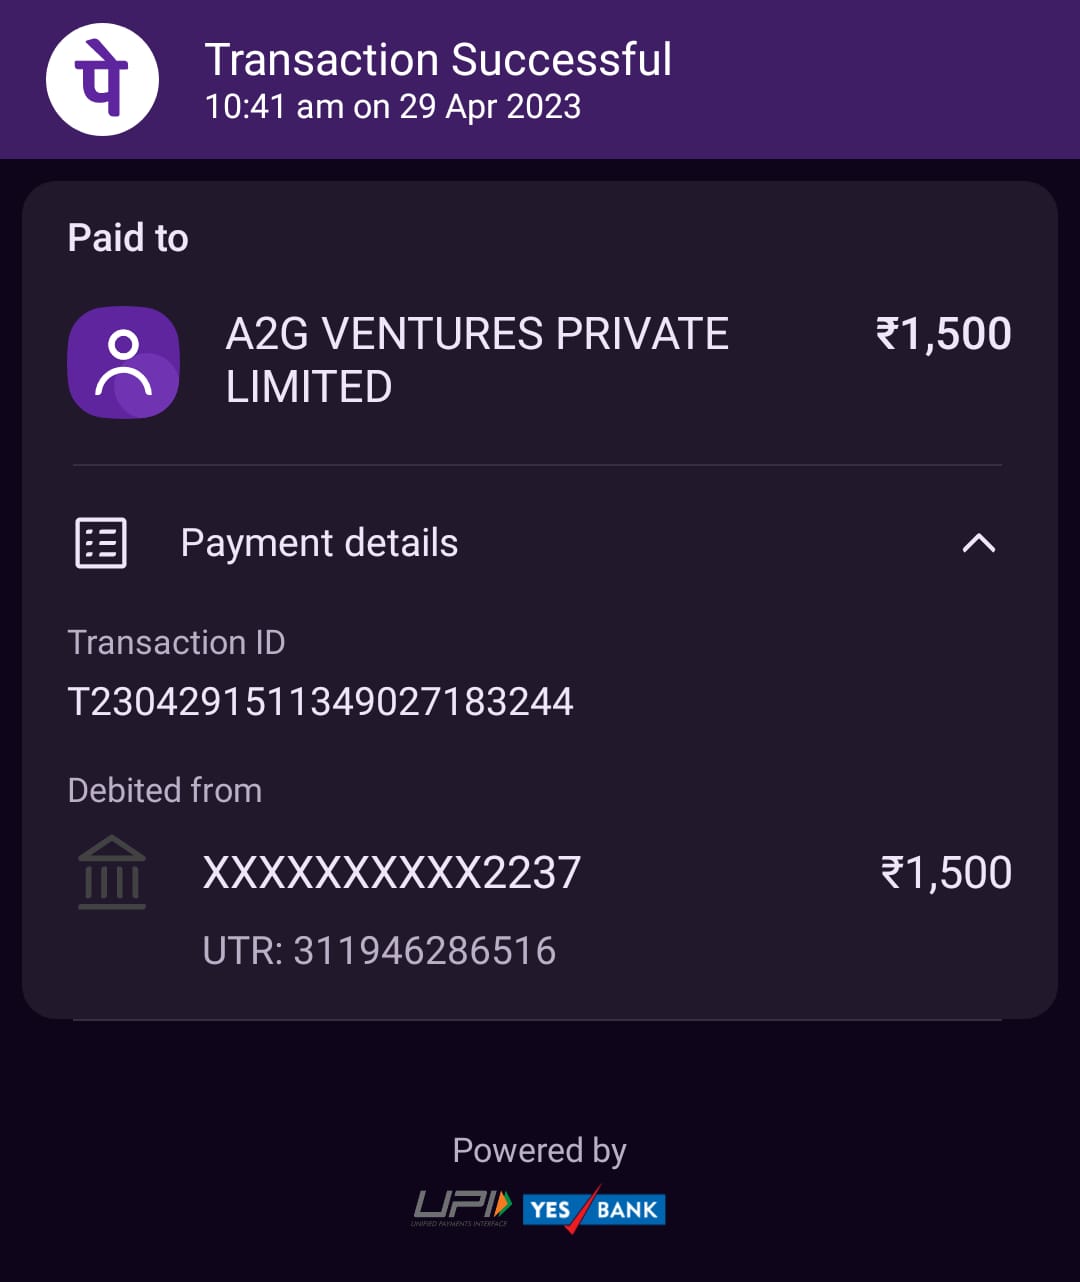 पे
Transaction Successful
10:41 am on 29 Apr 2023
Paid to
A2G VENTURES PRIVATE
LIMITED
₹1,500
Payment details
Transaction ID
T2304291511349027183244
Debited from
XXXXXXXXXX2237
₹1,500
UTR: 311946286516
Powered by
UPI
UNIFIED PAYMENTS INTERFACE
YES BANK